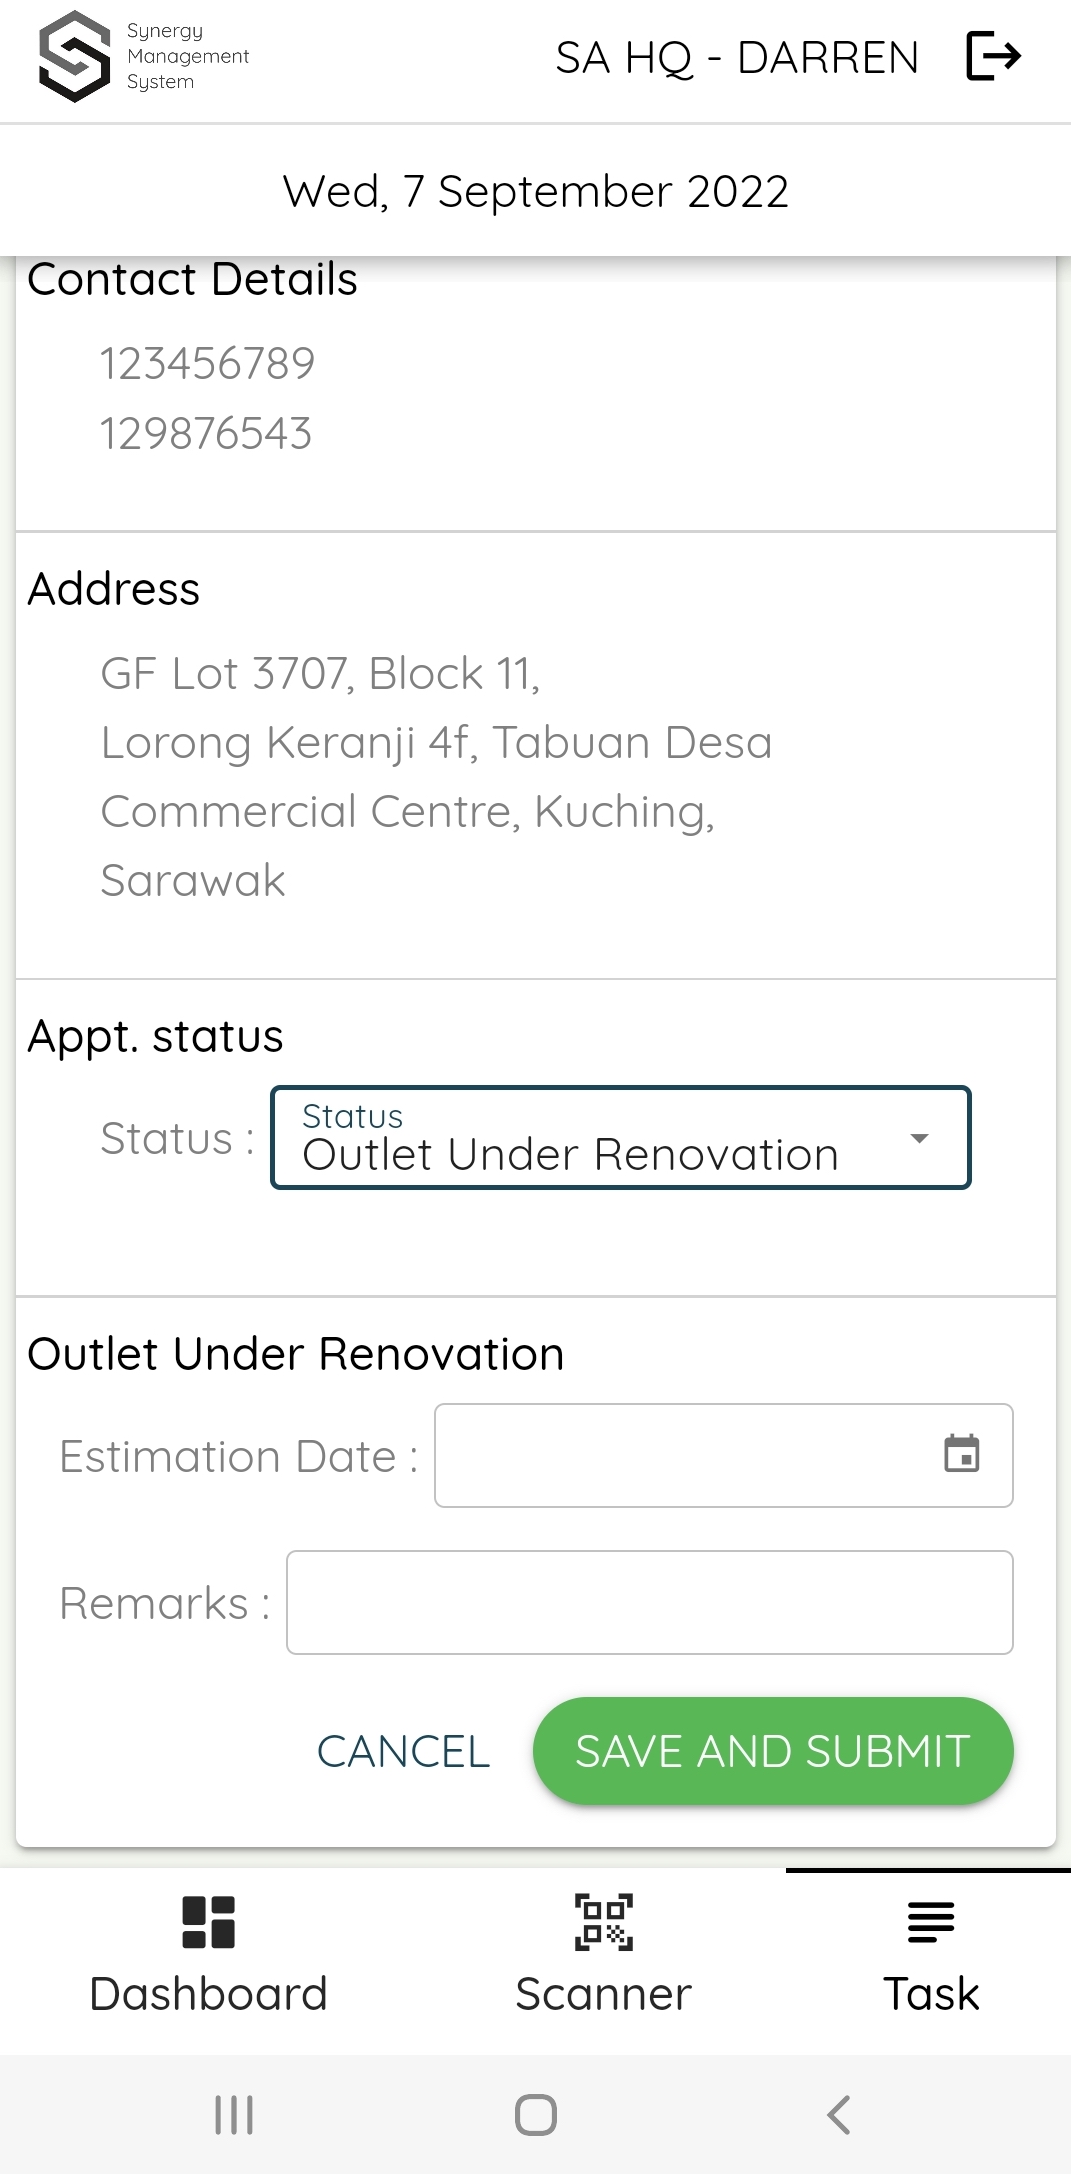 Synergy
Management
System
SA HQ - DARREN
Wed, 7 September 2022
Contact Details
123456789
129876543
Address
GF Lot 3707, Block 11,
Lorong Keranji 4f, Tabuan Desa
Commercial Centre, Kuching,
Sarawak
Appt. status
Status :
Status
Outlet Under Renovation
Outlet Under Renovation
Estimation Date :
Remarks :
CANCEL
SAVE AND SUBMIT
Dashboard
Scanner
Task